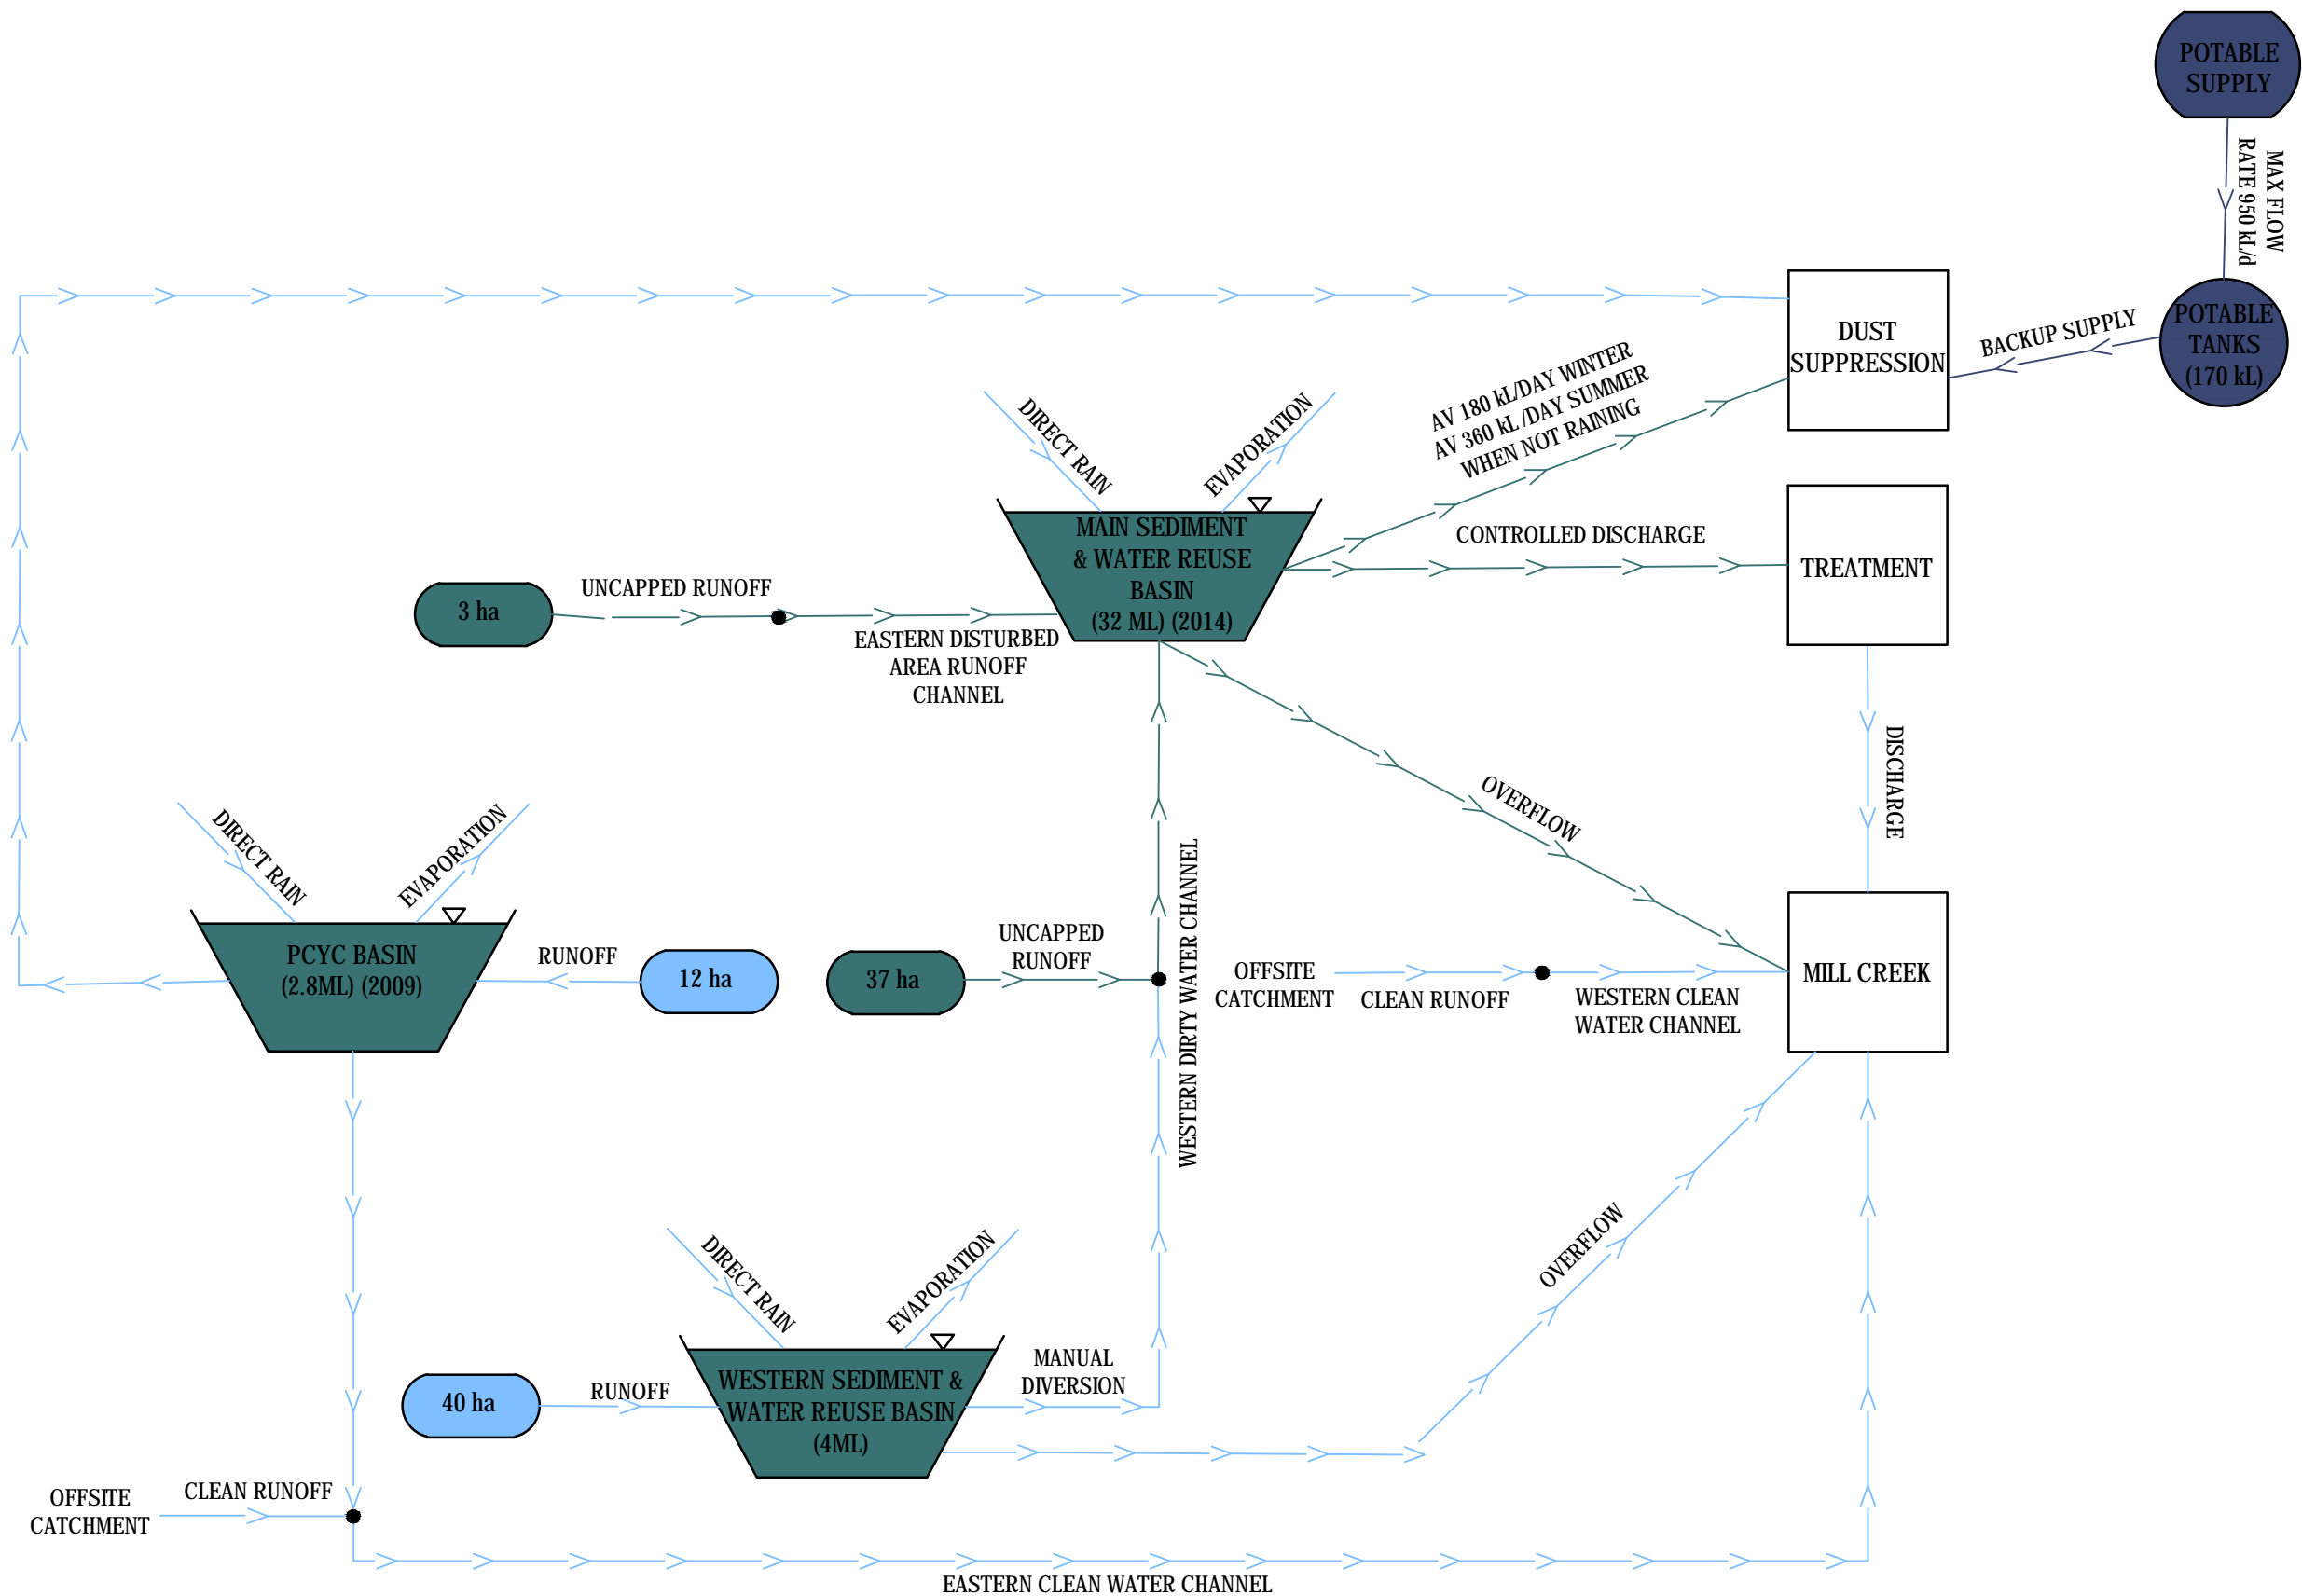 POTABLE
SUPPLY
MAX FLOW
RATE 950 kL/d
POTABLE
TANKS
(170 kL)
BACKUP SUPPLY
DUST
SUPPRESSION
AV 180 kL/DAY WINTER
AV 360 kL /DAY SUMMER
WHEN NOT RAINING
DIRECT RAIN
EVAPORATION
MAIN SEDIMENT
& WATER REUSE
BASIN
(32 ML) (2014)
CONTROLLED DISCHARGE
TREATMENT
3 ha
UNCAPPED RUNOFF
EASTERN DISTURBED
AREA RUNOFF
CHANNEL
OVERFLOW
DISCHARGE
DIRECT RAIN
EVAPORATION
PCYC BASIN
(2.8ML) (2009)
RUNOFF
12 ha
37 ha
UNCAPPED
RUNOFF
WESTERN DIRTY WATER CHANNEL
OFFSITE
CATCHMENT
CLEAN RUNOFF
WESTERN CLEAN
WATER CHANNEL
MILL CREEK
DIRECT RAIN
EVAPORATION
40 ha
RUNOFF
WESTERN SEDIMENT &
WATER REUSE BASIN
(4ML)
MANUAL
DIVERSION
OVERFLOW
OFFSITE
CATCHMENT
CLEAN RUNOFF
EASTERN CLEAN WATER CHANNEL